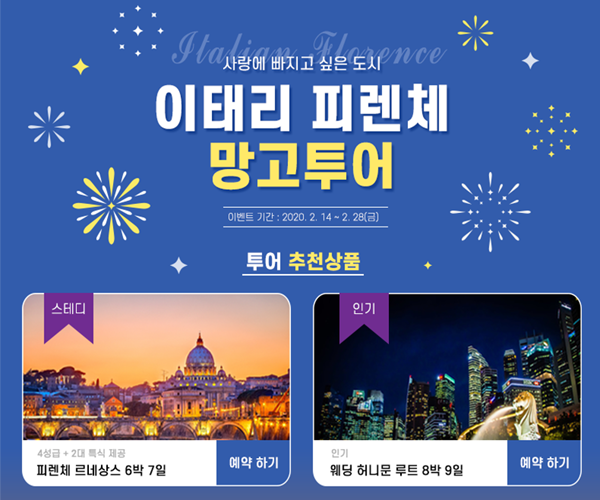 Italian Florence
사랑에 빠지고 싶은 도시
이태리 피렌체
망고투어
이벤트 기간 : 2020. 2. 14 ~ 2. 28(금)
투어 추천상품
스테디
인기
4성급 + 2대 특식 제공
피렌체 르네상스 6박 7일
예약 하기
인기
웨딩 허니문 루트 8박 9일
예약 하기